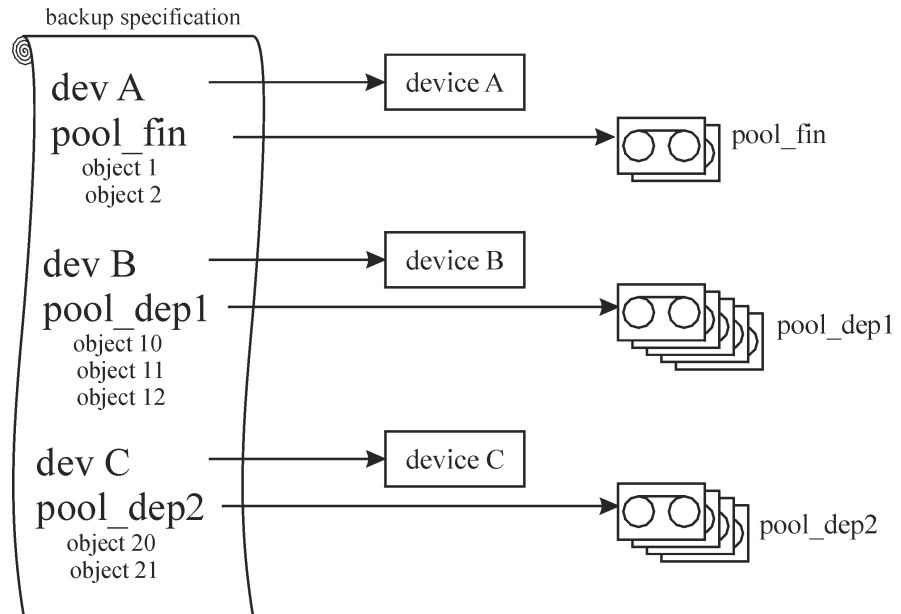 backup specification
dev A
device A
pool_fin
pool_fin
object 1
object 2
dev B
device B
pool_dep1
pool_dep1
object 10
object 11
object 12
dev C
device C
pool_dep2
pool_dep2
object 20
object 21